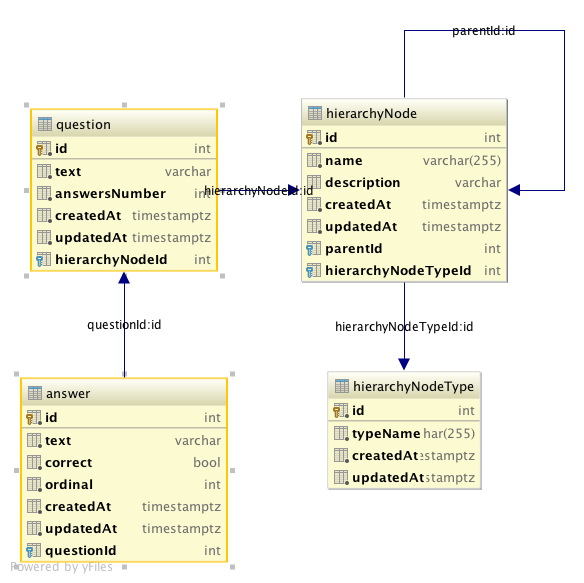 parentId:id
question
id int
text varchar
answersNumber int
createdAt timestamptz
updatedAt timestamptz
hierarchyNodeId int
hierarchyNodeId:id
hierarchyNode
id int
name varchar(255)
description varchar
createdAt timestamptz
updatedAt timestamptz
parentId int
hierarchyNodeTypeId int
questionId:id
hierarchyNodeTypeId:id
answer
id int
text varchar
correct bool
ordinal int
createdAt timestamptz
updatedAt timestamptz
questionId int
hierarchyNodeType
id int
typeName har(255)
createdAt estamptz
updatedAt stamptz
Powered by yFiles